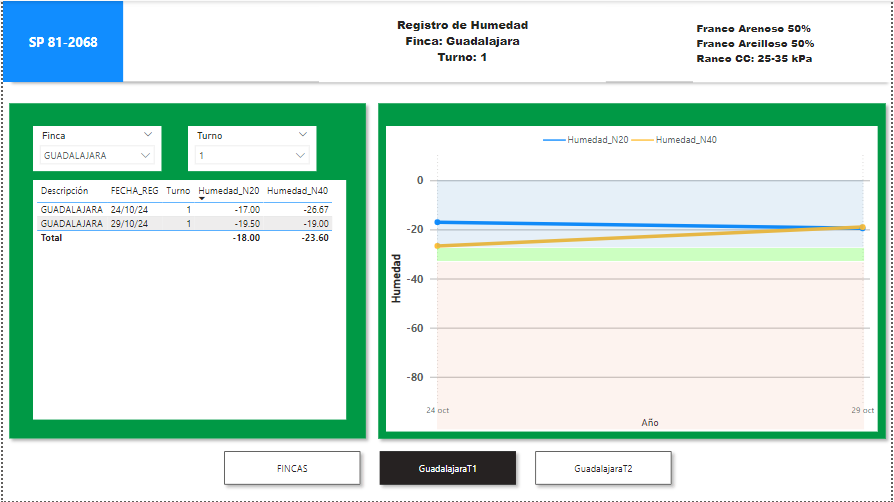 SP 81-2068
Registro de Humedad
Finca: Guadalajara
Turno: 1
Franco Arenoso 50%
Franco Arcilloso 50%
Ranco CC: 25-35 kPa
Finca
GUADALAJARA
Turno
1
Descripción FECHA_REG Turno Humedad_N20 Humedad_N40
GUADALAJARA 24/10/24 1 -17.00 -26.67
GUADALAJARA 29/10/24 1 -19.50 -19.00
Total -18.00 -23.60
Humedad_N20 Humedad_N40
0
-20
-40
-60
-80
Humedad
24 oct 29 oct
Año
FINCAS
GuadalajaraT1
GuadalajaraT2